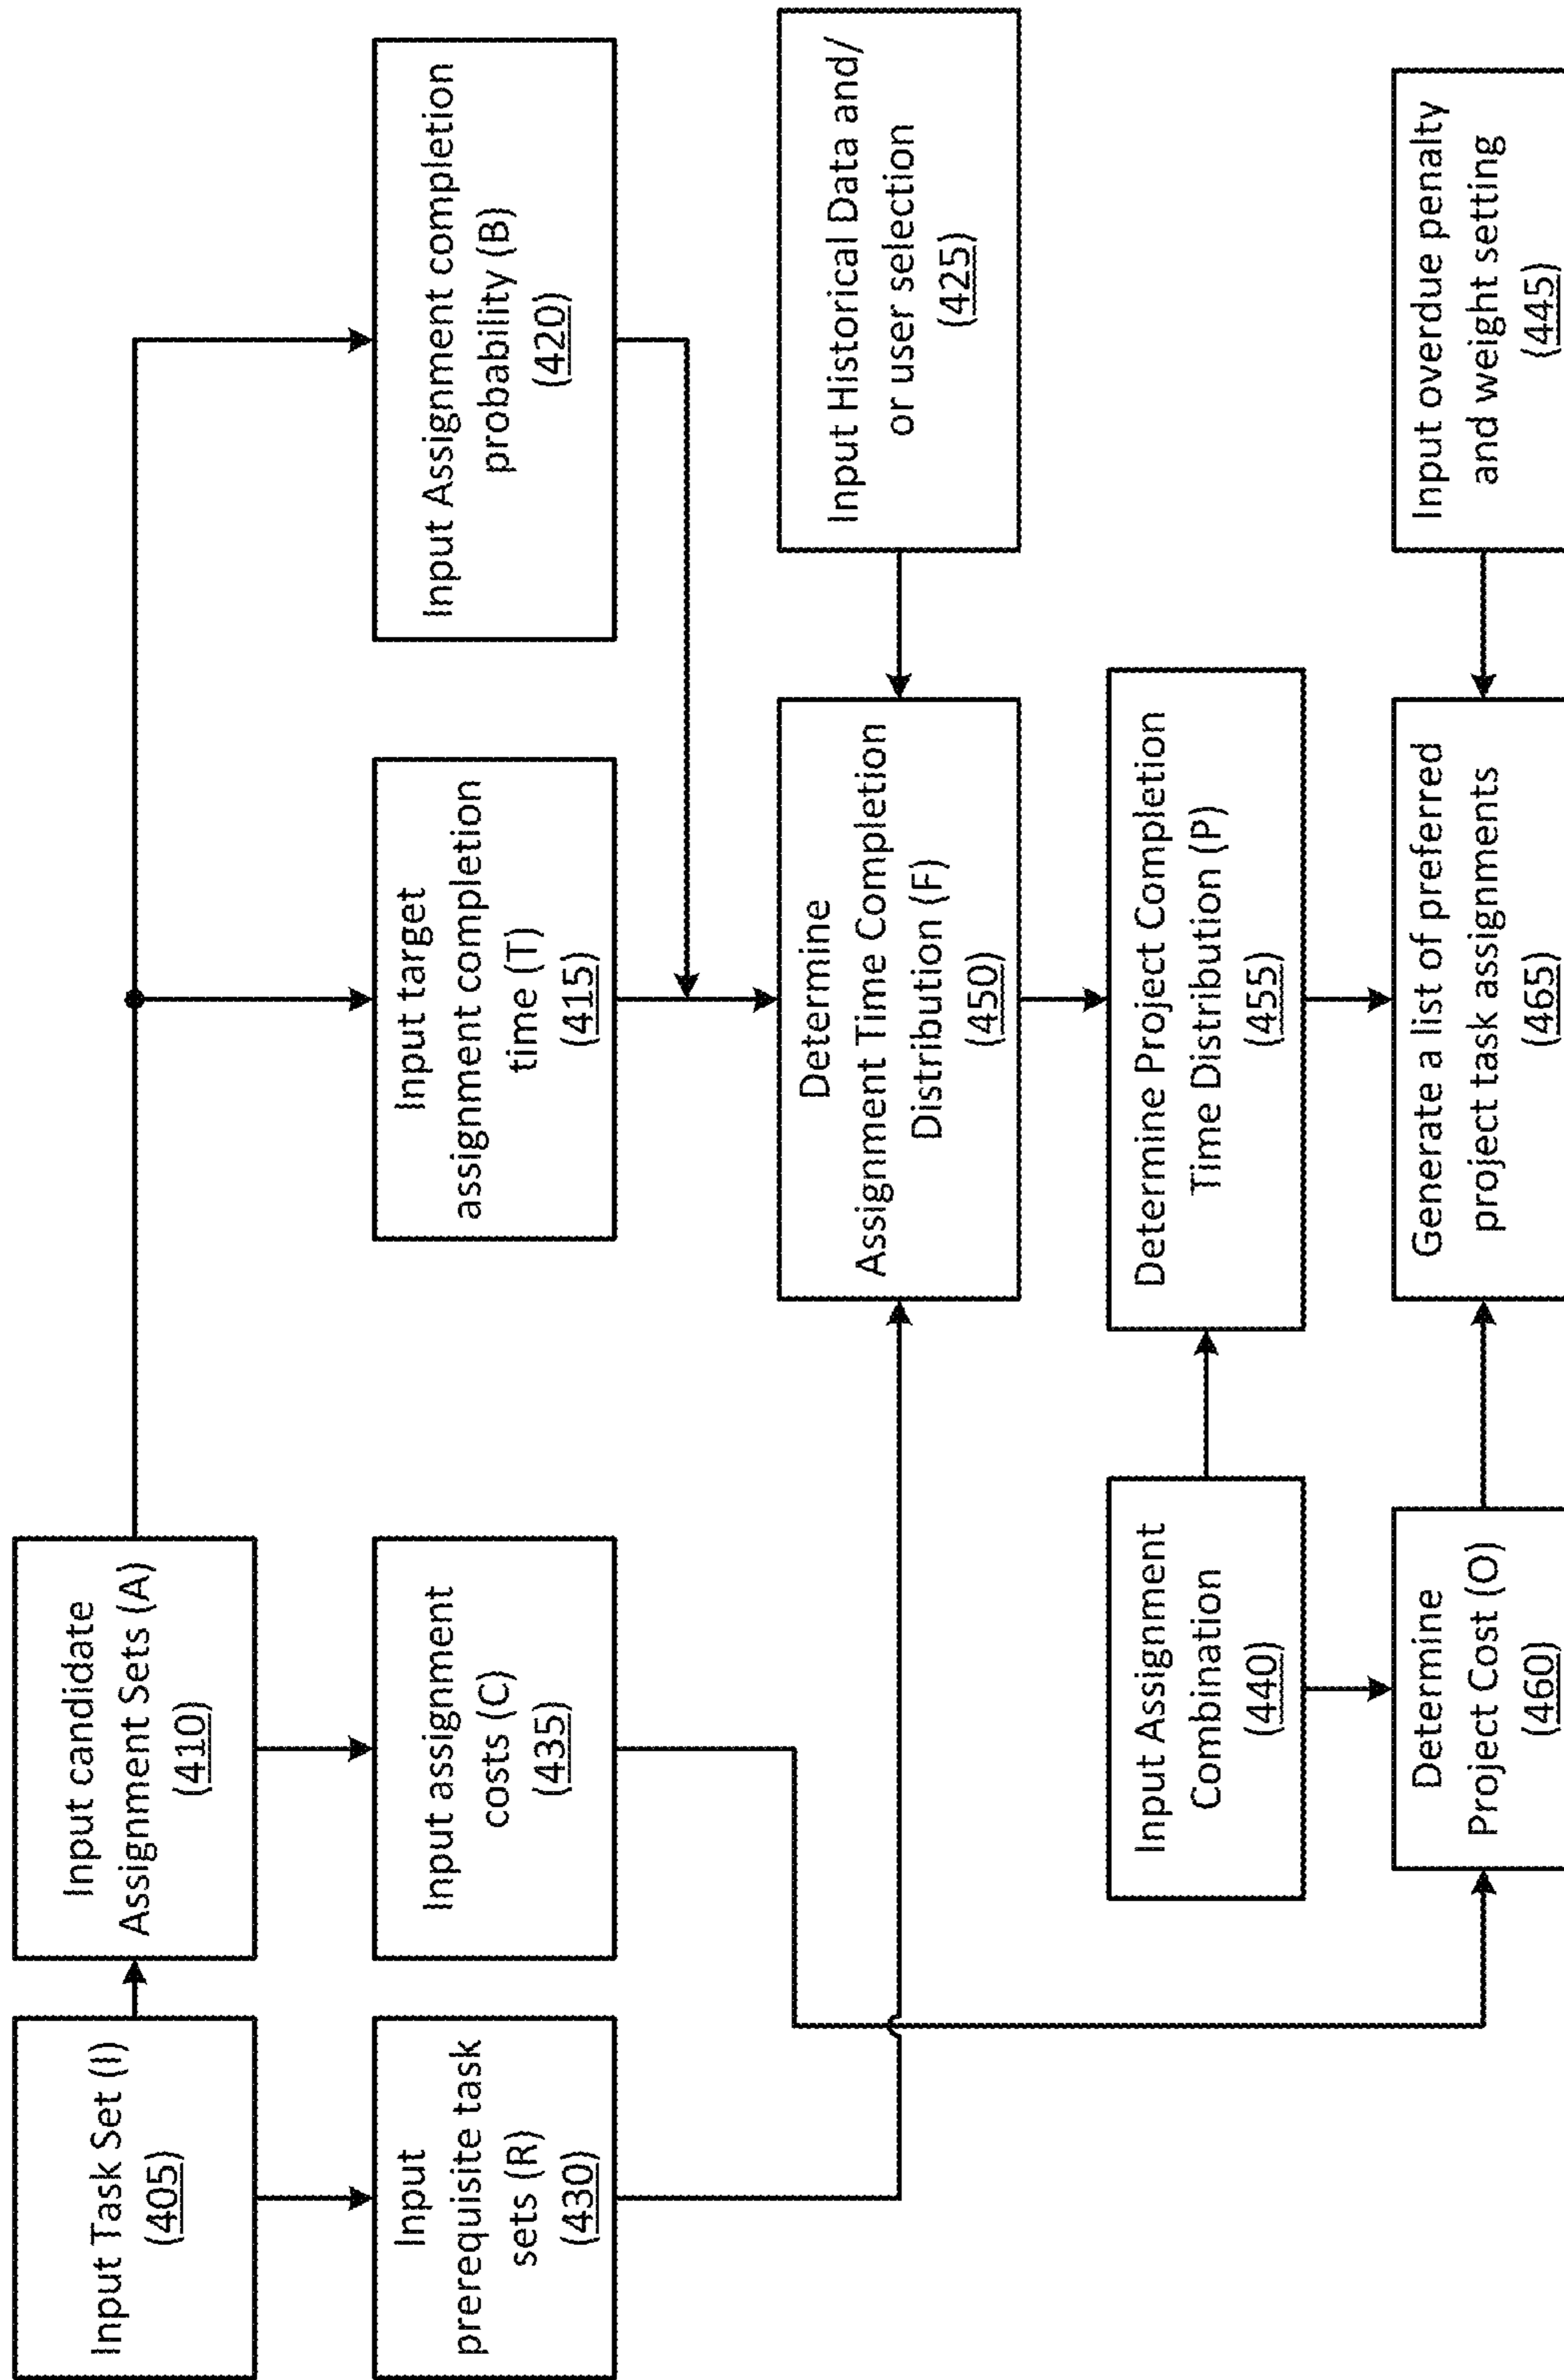 Input Task Set (I)
(405)
Input candidate
Assignment Sets (A)
(410)
Input
prerequisite task
sets (R)
(430)
Input assignment
costs (C)
(435)
Input target
assignment completion
time (T)
(415)
Input Assignment completion
probability (B)
(420)
Determine
Assignment Time Completion
Distribution (F)
(450)
Input Historical Data and/
or user selection
(425)
Input Assignment
Combination
(440)
Determine Project Completion
Time Distribution (P)
(455)
Determine
Project Cost (O)
(460)
Generate a list of preferred
project task assignments
(465)
Input overdue penalty
and weight setting
(445)